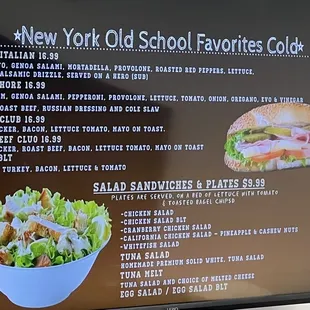 *New York Old School Favorites Cold*
ITALIAN 16.99
GENOA SALAMI, MORTADELLA, PROVOLONE, ROASTED RED PEPPERS, LETTUCE,
BALSAMIC DRIZZLE, SERVED ON A HERO (SUB)
HORE 16.99
GENOA SALAMI, PEPPERONI, PROVOLONE, LETTUCE, TOMATO, ONION, OREGANO, EVO & VINEGAR
ROAST BEEF, RUSSIAN DRESSING AND COLE SLAW
CLUB 16.99
BACON, LETTUCE TOMATO, MAYO ON TOAST.
EEF CLUO 16.99
ROAST BEEF, BACON, LETTUCE TOMATO, MAYO ON TOAST
BLT
TURKEY, BACON, LETTUCE & TOMATO
SALAD SANDWICHES & PLATES $9.99
PLATES ARE SERVED, ON A BED OF LETTUCE WITH TOMATO
& TOASTED BAGEL CHIPSD
-CHICKEN SALAD
-CHICKEN SALAD BLT
-CRANBERRY CHICKEN SALAD
-CALIFORNIA CHICKEN SALAD - PINEAPPLE & CASHEW NUTS
-WHITEFISH SALAD
TUNA SALAD
HOMEMADE PREMIUM SOLID WHITE, TUNA SALAD
TUNA MELT
TUNA SALAD AND CHOICE OF MELTED CHEESE
EGG SALAD / EGG SALAD BLT